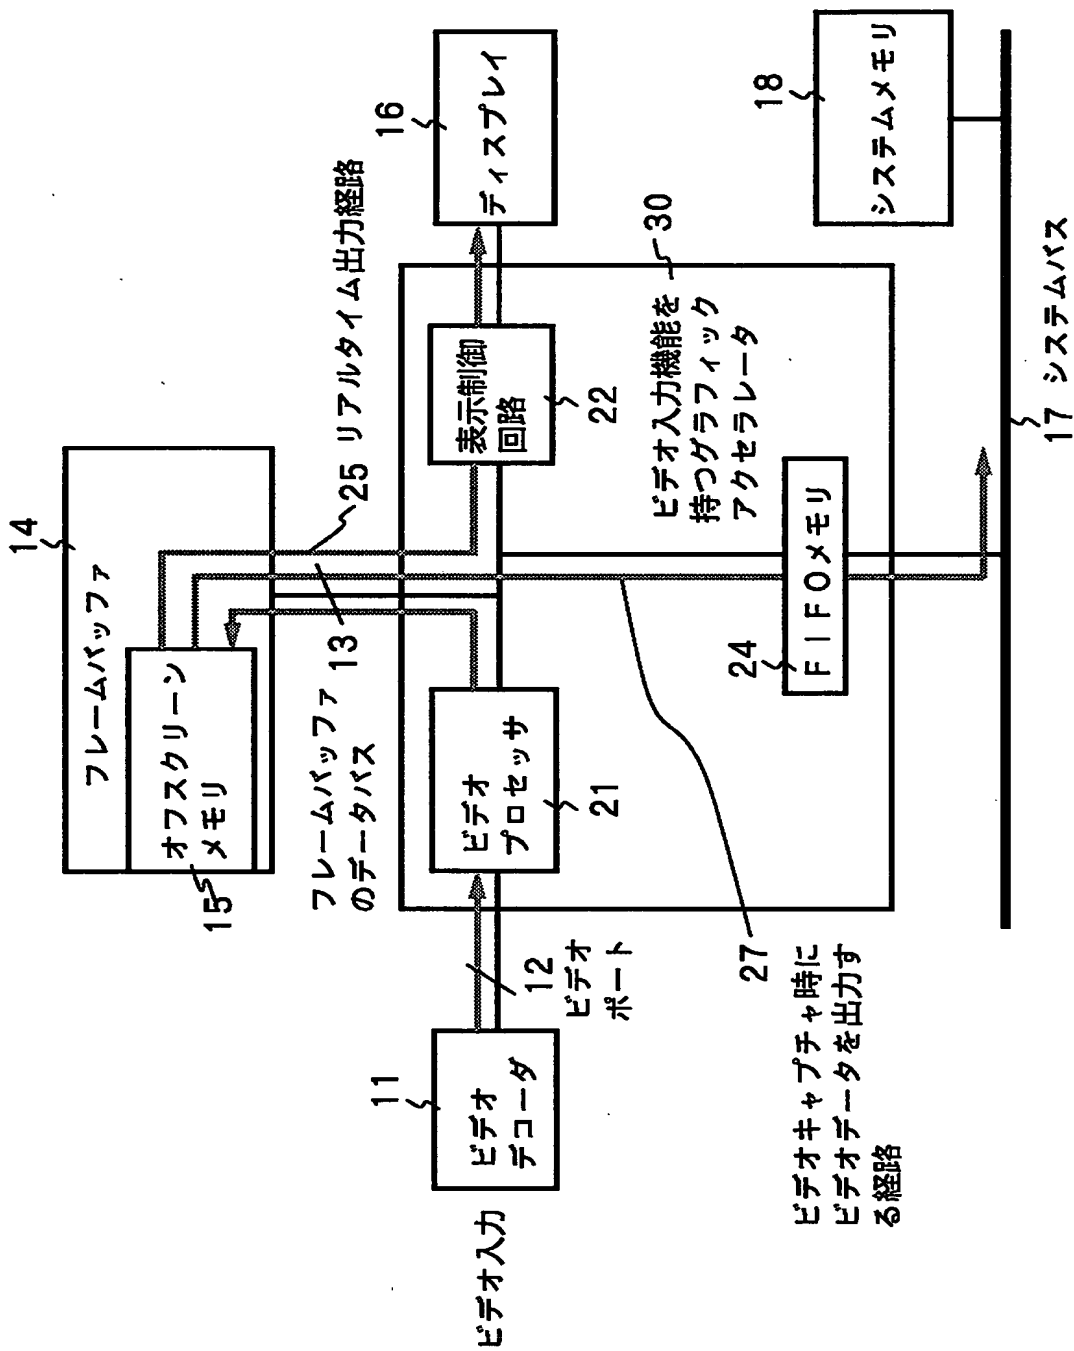 14
フレームバッファ
オフスクリーン
メモリ
15
25 リアルタイム出力経路
13
フレームバッファ
のデータバス
16
ディスプレイ
ビデオ入力
11
ビデオ
デコーダ
12
ビデオ
ポート
ビデオ
プロセッサ
21
表示制御
回路
22
30
ビデオ入力機能を
持つグラフィック
アクセラレータ
24
FIFOメモリ
27
ビデオキャプチャ時に
ビデオデータを出力す
る経路
18
システムメモリ
17 システムバス